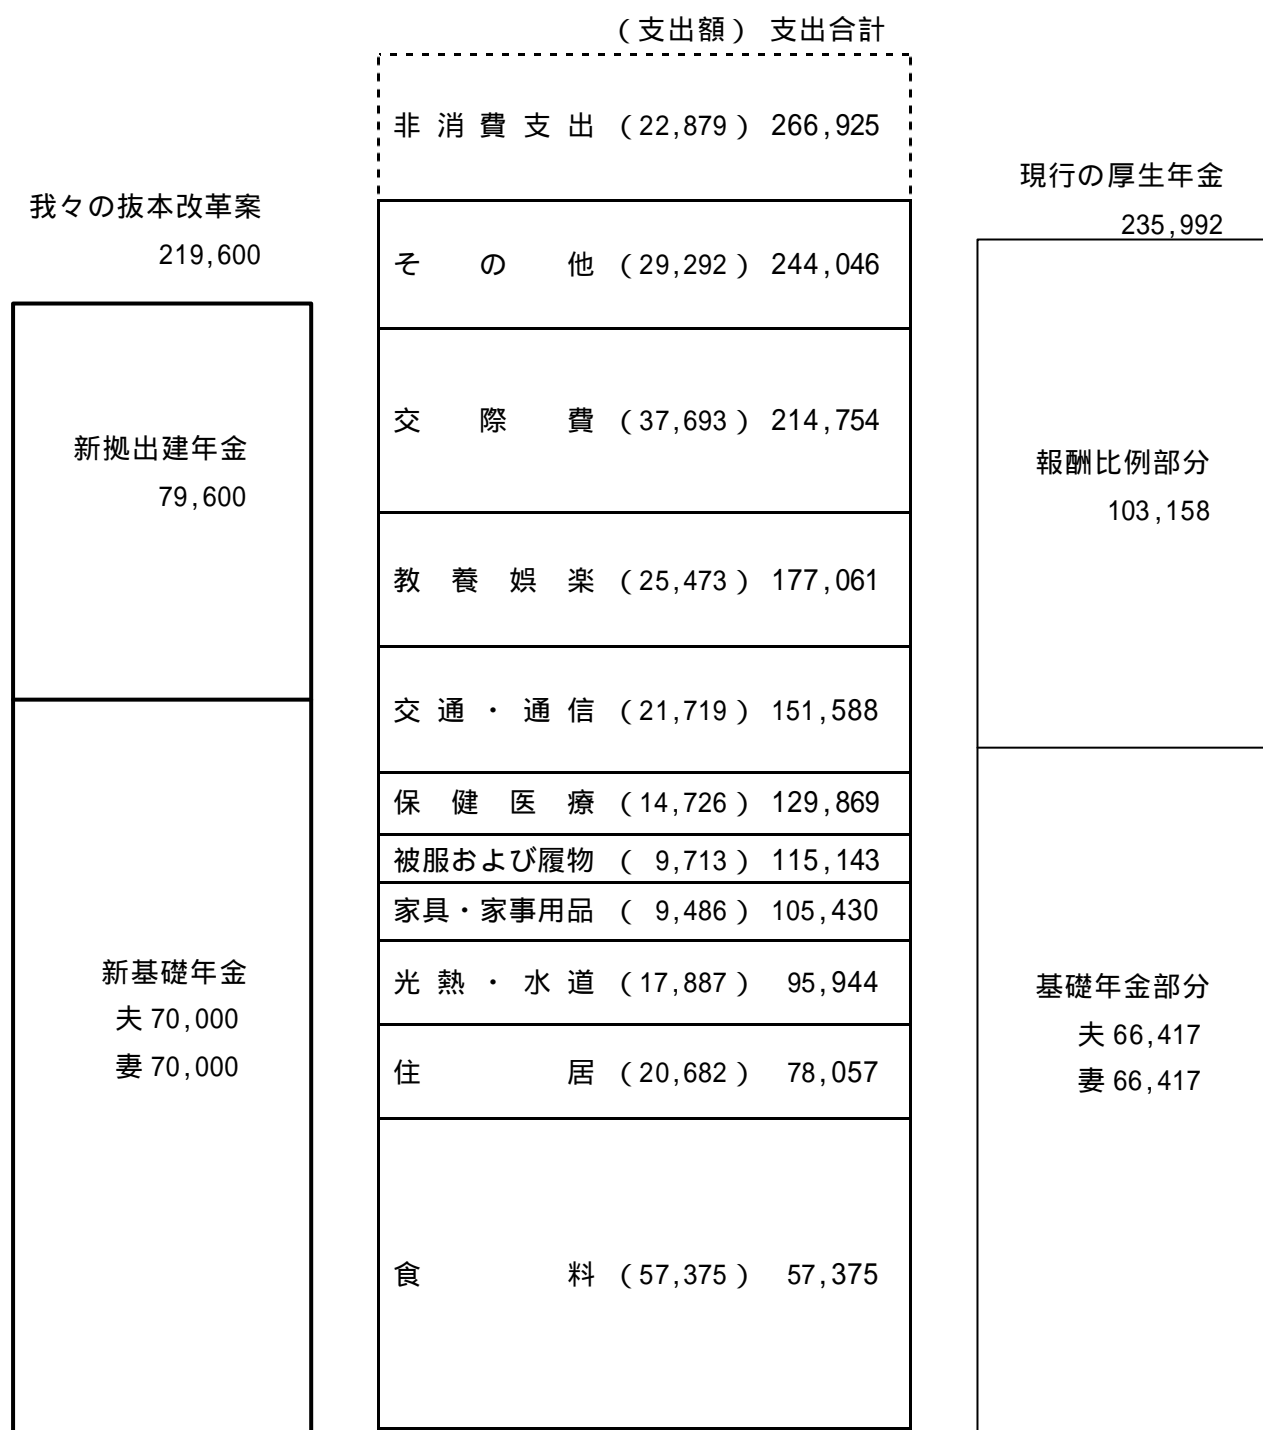 (支出額) 支出合計
非消費支出 (22,879) 266,925
その他 (29,292) 244,046
交際費 (37,693) 214,754
教養娯楽 (25,473) 177,061
交通・通信 (21,719) 151,588
保健医療 (14,726) 129,869
被服および履物 ( 9,713) 115,143
家具・家事用品 ( 9,486) 105,430
光熱・水道 (17,887) 95,944
住居 (20,682) 78,057
食料 (57,375) 57,375
我々の抜本改革案
219,600
新拠出建年金
79,600
新基礎年金
夫 70,000
妻 70,000
現行の厚生年金
235,992
報酬比例部分
103,158
基礎年金部分
夫 66,417
妻 66,417